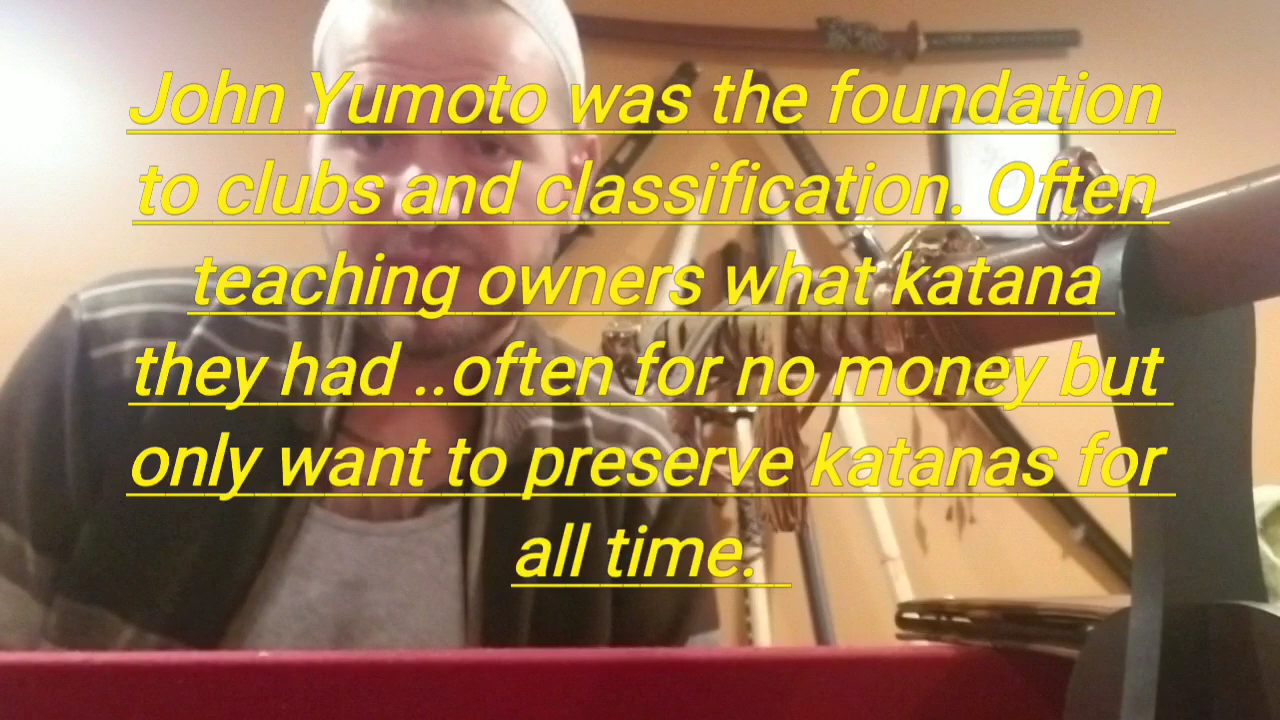 John Yumoto was the foundation
to clubs and classification. Often
teaching owners what katana
they had ..often for no money but
only want to preserve katanas for
all time.